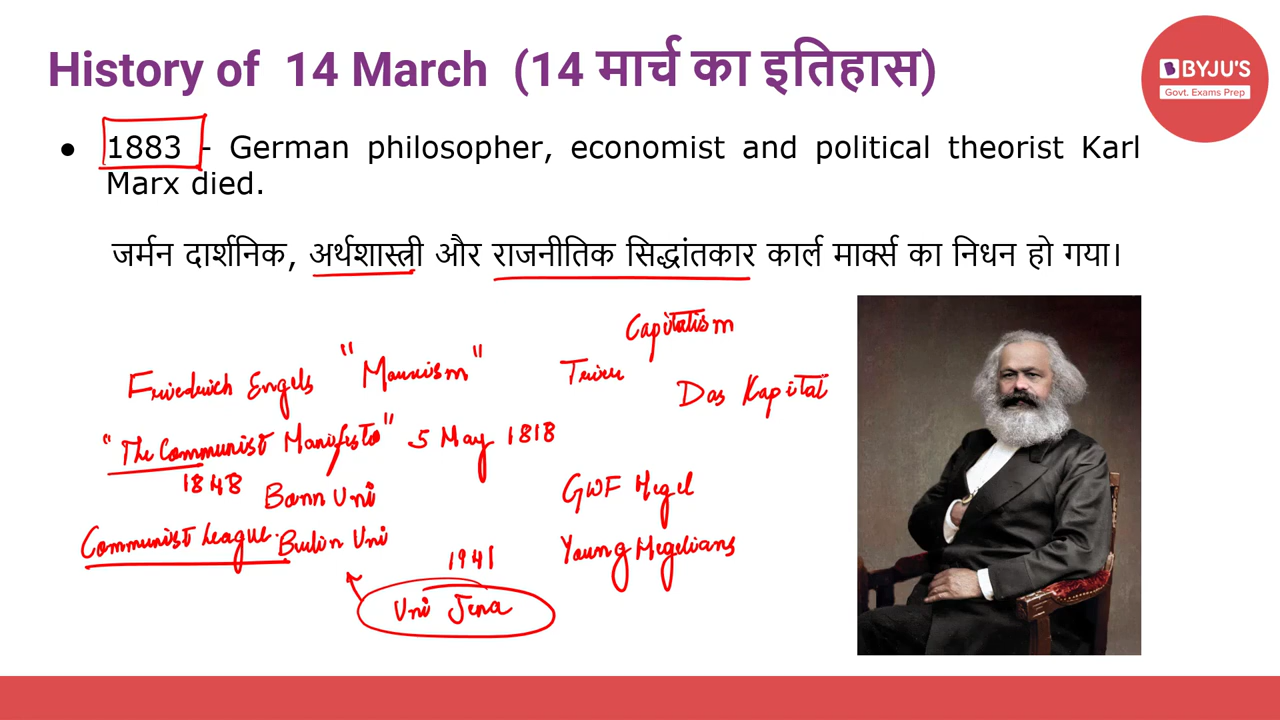 History of 14 March (14 मार्च का इतिहास)
BYJU'S
Govt. Exams Prep
● 1883 - German philosopher, economist and political theorist Karl
Marx died.
जर्मन दार्शनिक, अर्थशास्त्री और राजनीतिक सिद्धांतकार कार्ल मार्क्स का निधन हो गया।
Capitalism
Friedrich Engels "Marxism" Trier
Das Kapital
"The Communist Manifesto" 5 May 1818
1848
Bonn Uni
GWF Hegel
Communist League. Berlin Uni
Young Hegelians
1941
Uni Jena